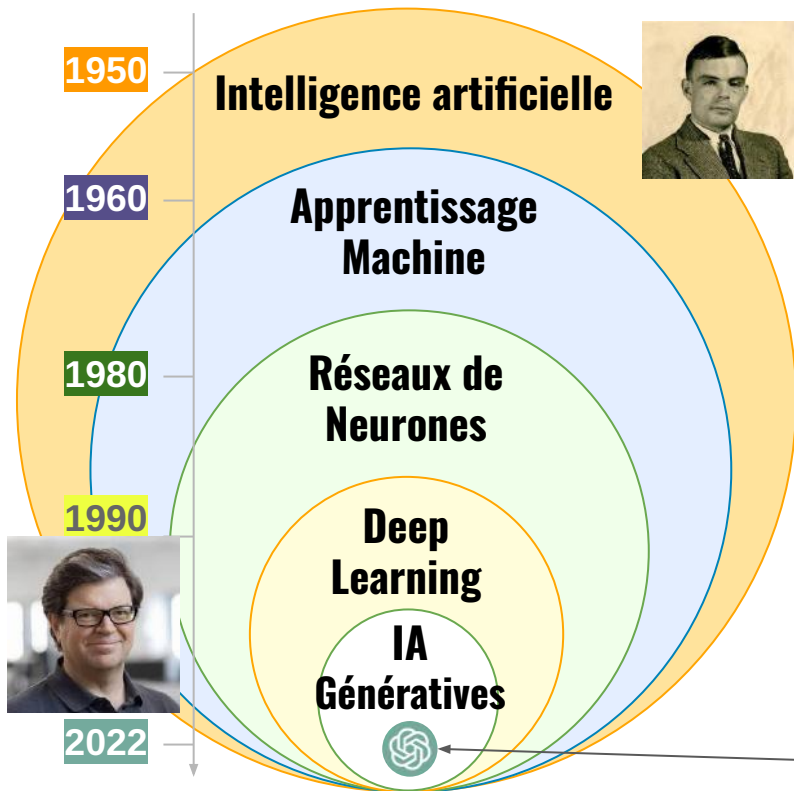 1950
Intelligence artificielle
1960
Apprentissage
Machine
1980
Réseaux de
Neurones
1990
Deep
Learning
IA
Génératives
2022